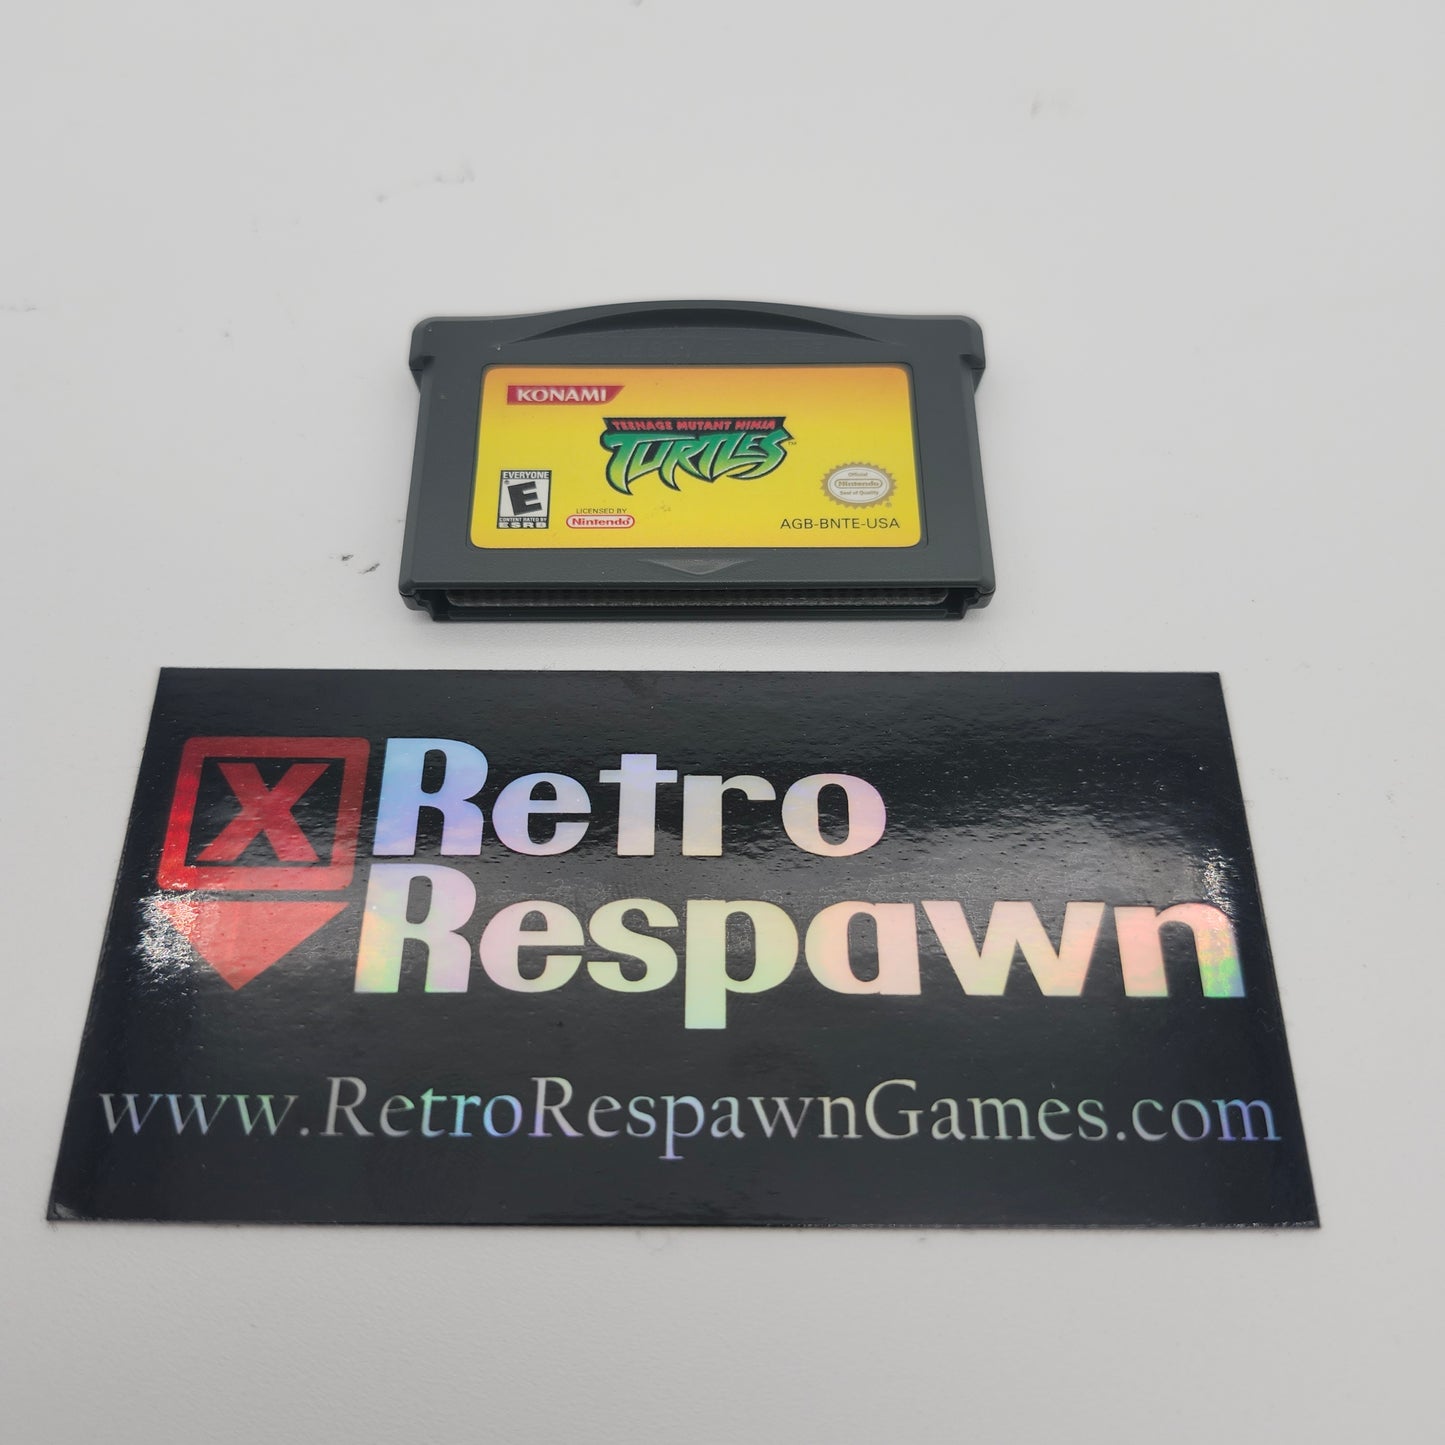 KONAMI
TEENAGE MUTANT NINJA
TURTLES™
EVERYONE
E
CONTENT RATED BY
ESRB
LICENSED BY
Nintendo®
Official
Nintendo
Seal of Quality
AGB-BNTE-USA
X
Retro
Respawn
www.RetroRespawnGames.com